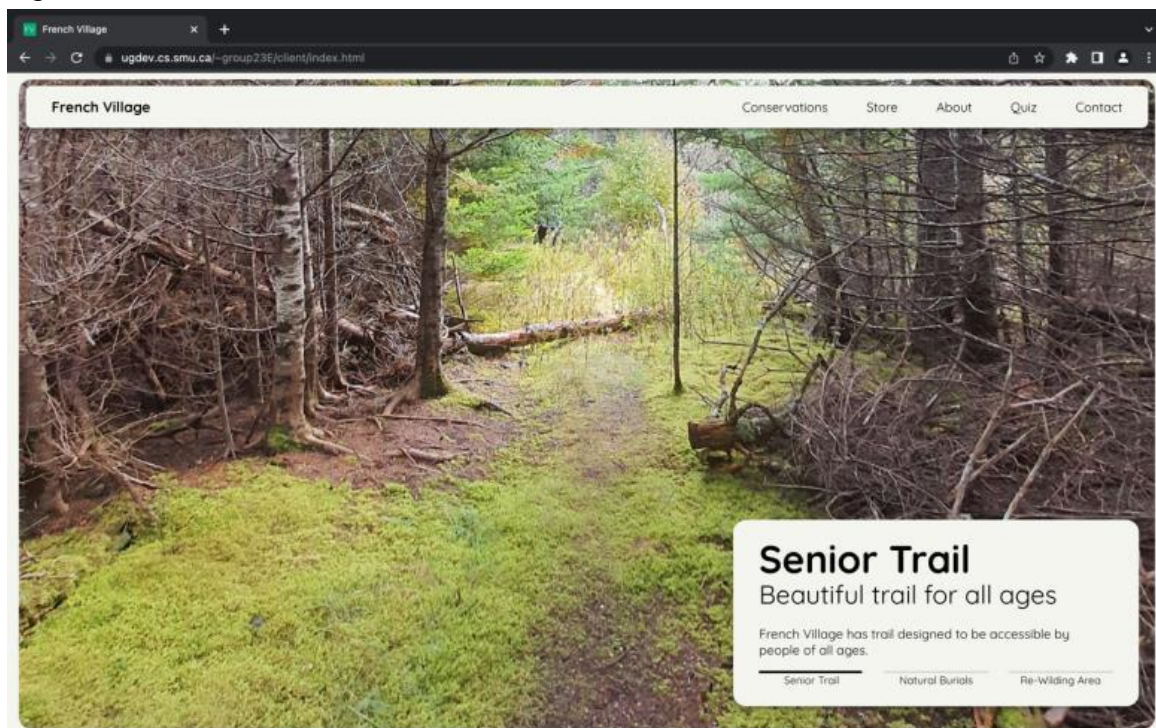 French Village
ugdev.cs.smu.ca/~group23E/client/index.html
French Village Conservations Store About Quiz Contact
Senior Trail
Beautiful trail for all ages
French Village has trail designed to be accessible by
people of all ages.
Senior Trail Natural Burials Re-Wilding Area